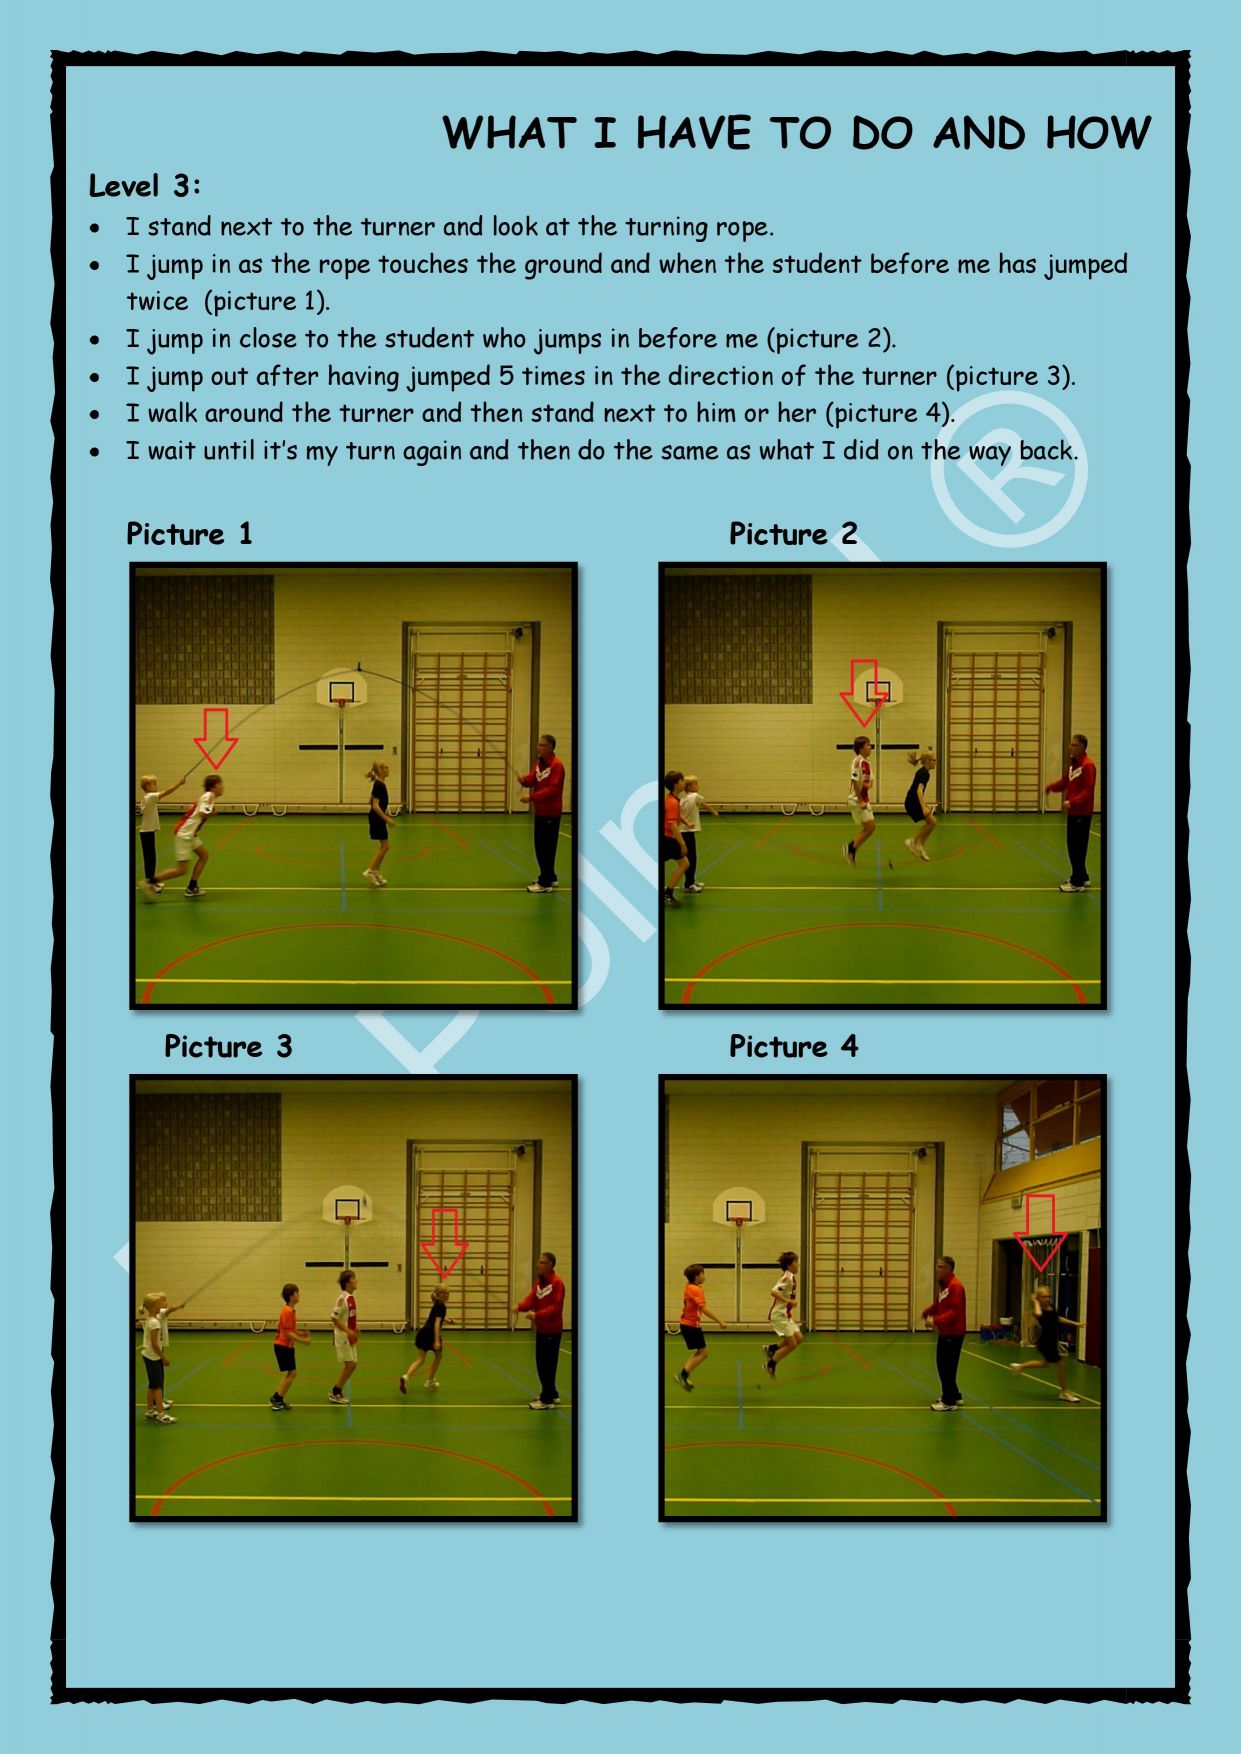 WHAT I HAVE TO DO AND HOW
Level 3:
• I stand next to the turner and look at the turning rope.
• I jump in as the rope touches the ground and when the student before me has jumped
twice  (picture 1).
• I jump in close to the student who jumps in before me (picture 2).
• I jump out after having jumped 5 times in the direction of the turner (picture 3).
• I walk around the turner and then stand next to him or her (picture 4).
• I wait until it's my turn again and then do the same as what I did on the way back.
Picture 1
Picture 2
Picture 3
Picture 4
®